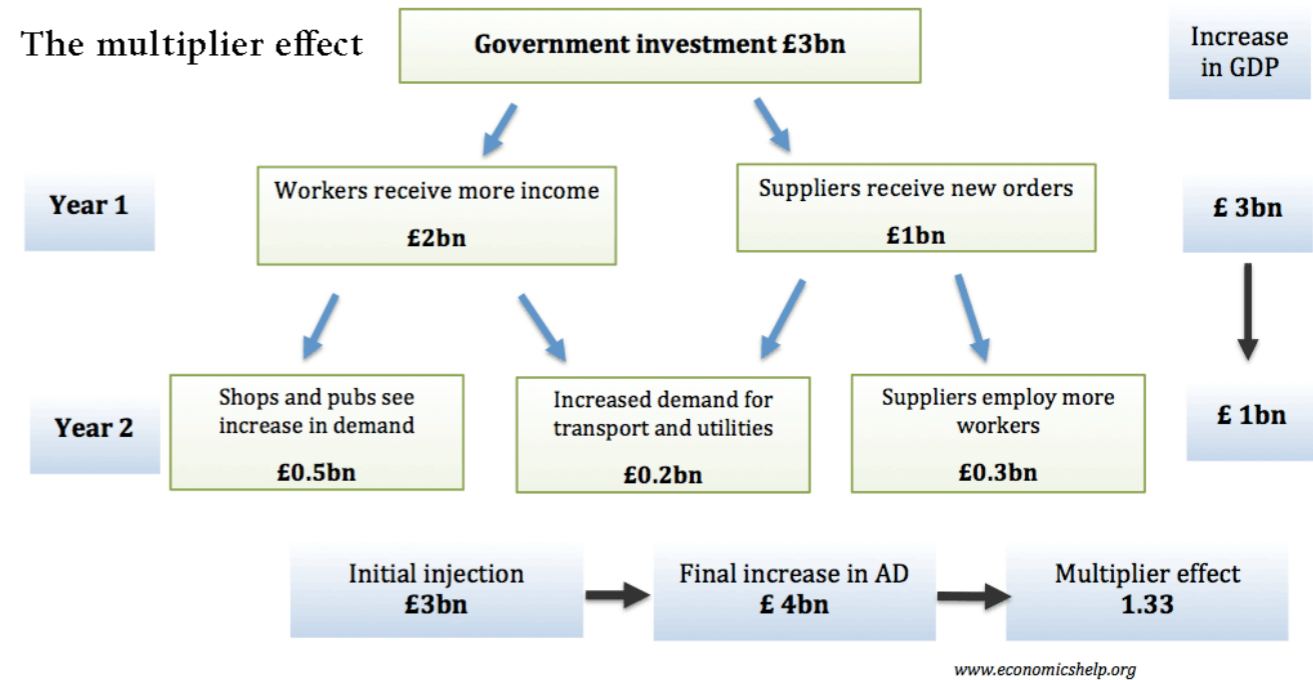 The multiplier effect
Government investment £3bn
Increase
in GDP
Year 1
Workers receive more income
£2bn
Suppliers receive new orders
£1bn
£ 3bn
Year 2
Shops and pubs see
increase in demand
£0.5bn
Increased demand for
transport and utilities
£0.2bn
Suppliers employ more
workers
£0.3bn
£ 1bn
Initial injection
£3bn
Final increase in AD
£ 4bn
Multiplier effect
1.33
www.economicshelp.org